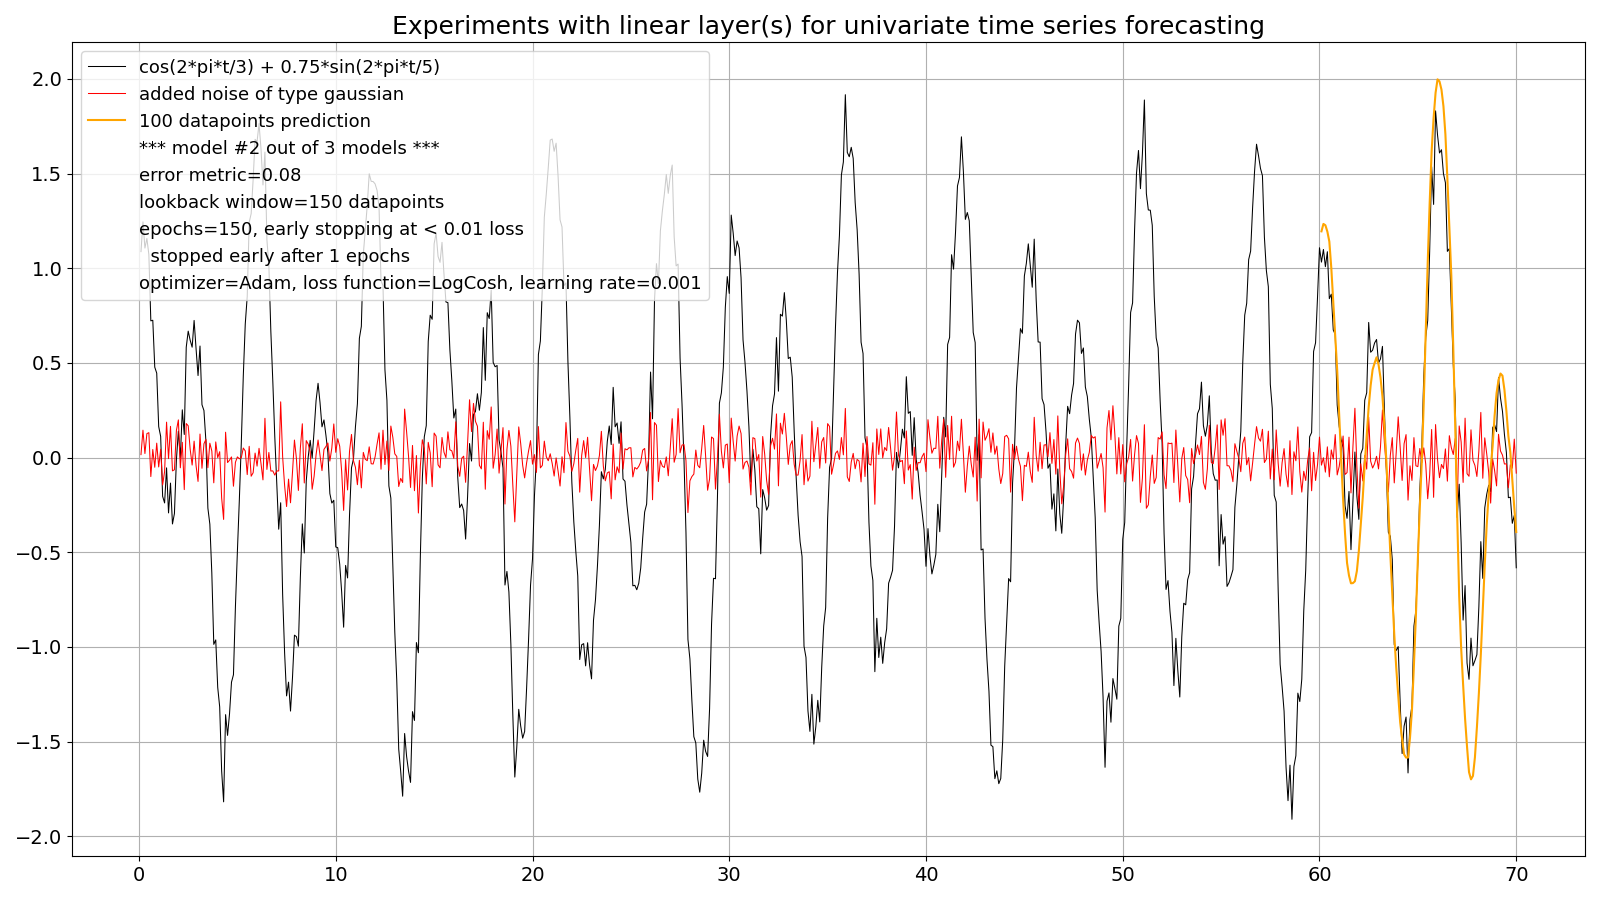 Experiments with linear layer(s) for univariate time series forecasting
cos(2*pi*t/3) + 0.75*sin(2*pi*t/5)
added noise of type gaussian
100 datapoints prediction
*** model #2 out of 3 models ***
error metric=0.08
lookback window=150 datapoints
epochs=150, early stopping at < 0.01 loss
stopped early after 1 epochs
optimizer=Adam, loss function=LogCosh, learning rate=0.001
2.0
1.5
1.0
0.5
0.0
−0.5
−1.0
−1.5
−2.0
0 10 20 30 40 50 60 70